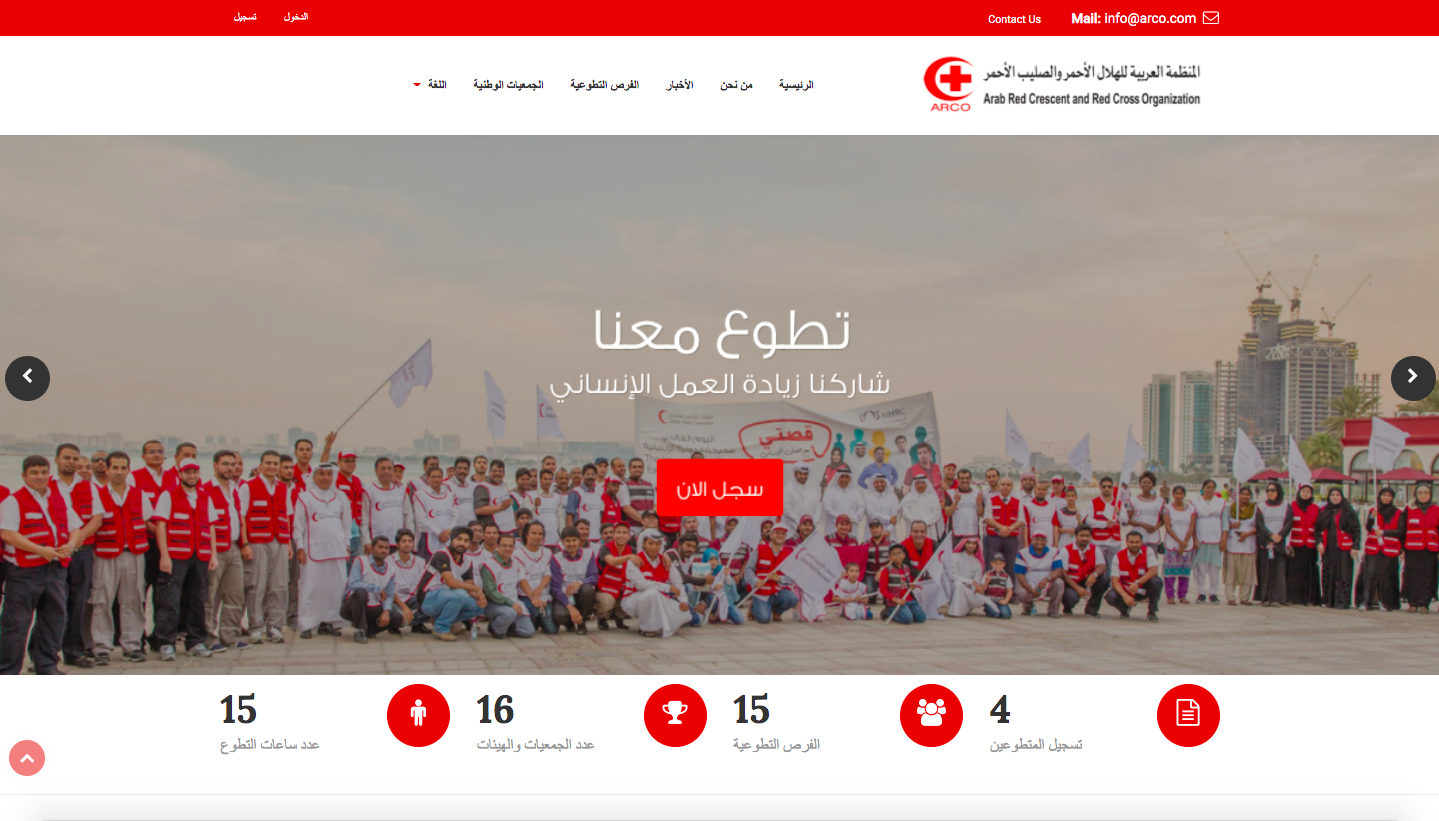 Mail: info@arco.com
Contact Us
الدخول
تسجيل
المنظمة العربية للهلال الأحمر والصليب الأحمر
Arab Red Crescent and Red Cross Organization
ARCO
الرئيسية
من نحن
الأخبار
الفرص التطوعية
الجمعيات الوطنية
اللغة
تطوع معنا
شاركنا زيادة العمل الإنساني
قصتي
سجل الان
4
تسجيل المتطوعين
15
الفرص التطوعية
16
عدد الجمعيات والهيئات
15
عدد ساعات التطوع